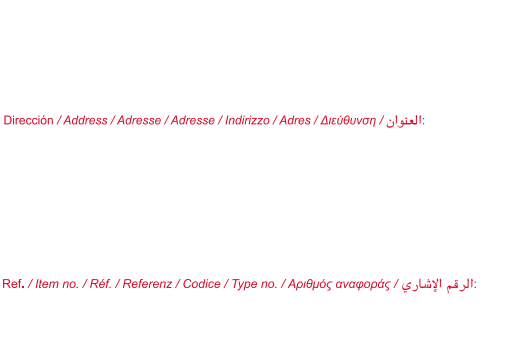 Dirección / Address / Adresse / Adresse / Indirizzo / Adres / Διεύθυνση / العنوان:
Ref. / Item no. / Réf. / Referenz / Codice / Type no. / Αριθμός αναφοράς / الرقم الإشاري: